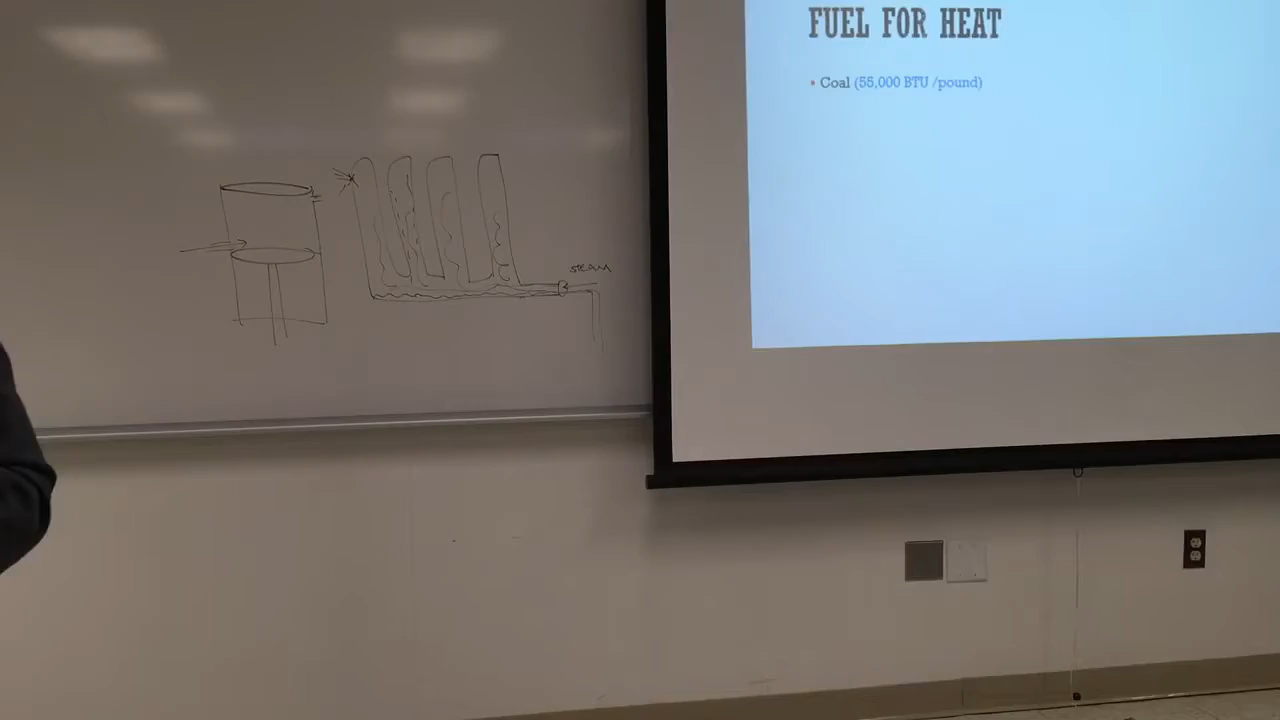 FUEL FOR HEAT
• Coal (55,000 BTU /pound)
STEAM